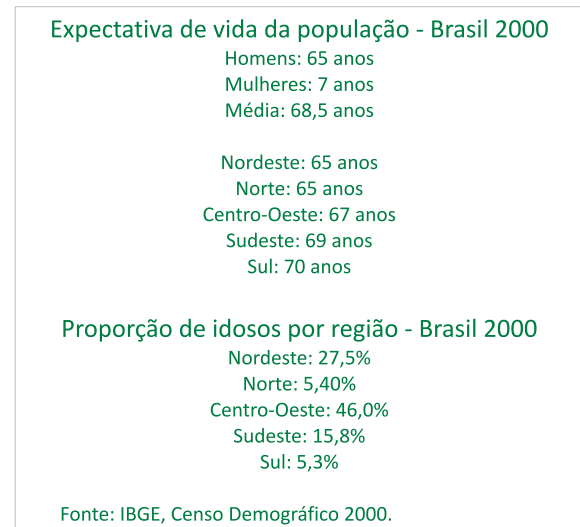 Expectativa de vida da população - Brasil 2000
Homens: 65 anos
Mulheres: 7 anos
Média: 68,5 anos
Nordeste: 65 anos
Norte: 65 anos
Centro-Oeste: 67 anos
Sudeste: 69 anos
Sul: 70 anos
Proporção de idosos por região - Brasil 2000
Nordeste: 27,5%
Norte: 5,40%
Centro-Oeste: 46,0%
Sudeste: 15,8%
Sul: 5,3%
Fonte: IBGE, Censo Demográfico 2000.